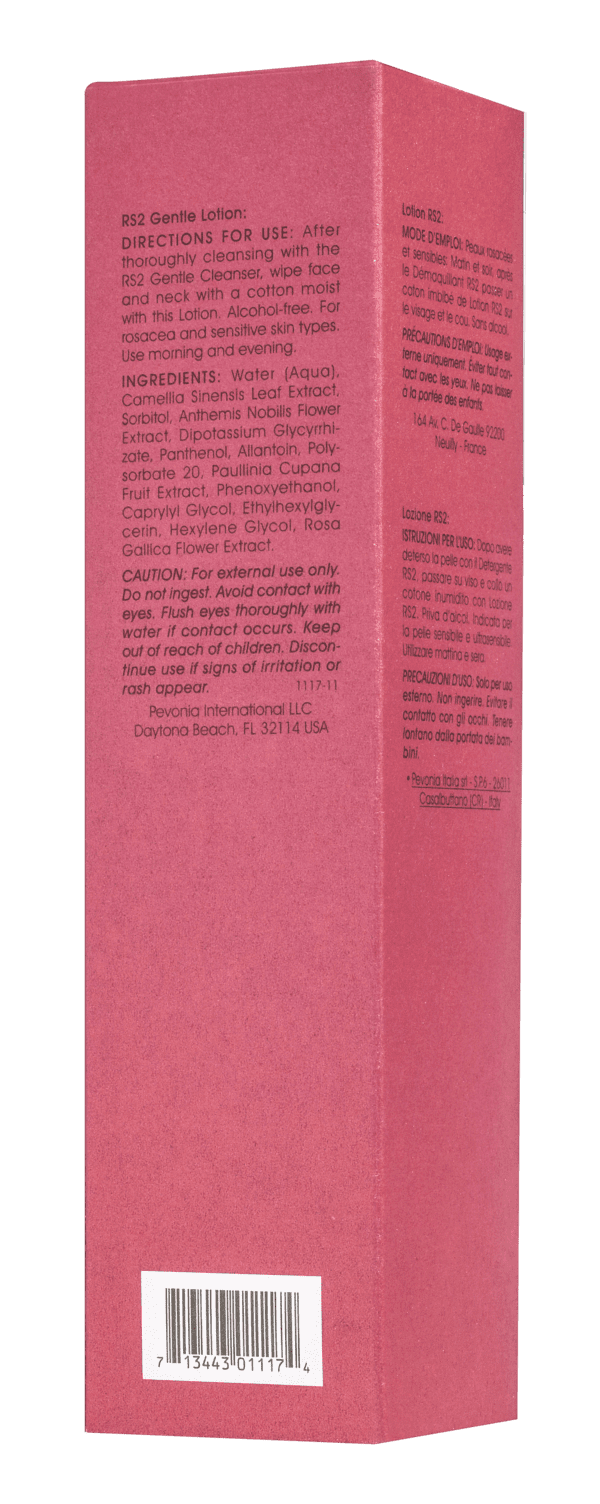 RS2 Gentle Lotion:
DIRECTIONS FOR USE: After
thoroughly cleansing with the
RS2 Gentle Cleanser, wipe face
and neck with a cotton moist
with this Lotion. Alcohol-free. For
rosacea and sensitive skin types.
Use morning and evening.
INGREDIENTS: Water (Aqua),
Camellia Sinensis Leaf Extract,
Sorbitol, Anthemis Nobilis Flower
Extract, Dipotassium Glycyrrhi-
zate, Panthenol, Allantoin, Poly-
sorbate 20, Paullinia Cupana
Fruit Extract, Phenoxyethanol,
Caprylyl Glycol, Ethylhexylgly-
cerin, Hexylene Glycol, Rosa
Gallica Flower Extract.
CAUTION: For external use only.
Do not ingest. Avoid contact with
eyes. Flush eyes thoroughly with
water if contact occurs. Keep
out of reach of children. Discon-
tinue use if signs of irritation or
rash appear. 1117-11
Pevonia International LLC
Daytona Beach, FL 32114 USA
7 13443 01117 4
Lotion RS2:
MODE D'EMPLOI: Peaux rosacées
et sensibles: Matin et soir, après
le Démaquillant RS2 passer un
coton imbibé de Lotion RS2 sur
le visage et le cou. Sans alcool.
PRÉCAUTIONS D'EMPLOI: Usage ex-
terne uniquement. Éviter tout con-
tact avec les yeux. Ne pas laisser
à la portée des enfants.
164 Av. C. De Gaulle 92200
Neuilly - France
Lozione RS2:
ISTRUZIONI PER L'USO: Dopo avere
deterso la pelle con il Detergente
RS2, passare su viso e collo un
cotone inumidito con Lozione
RS2. Priva d'alcol, indicata per
la pelle sensibile e ultrasensibile.
Utilizzare mattina e sera.
PRECAUZIONI D'USO: Solo per uso
esterno. Non ingerire. Evitare il
contatto con gli occhi. Tenere
lontano dalla portata dei bam-
bini.
• Pevonia Italia srl - S.P.6 - 26011
Casalbuttano (CR) - Italy